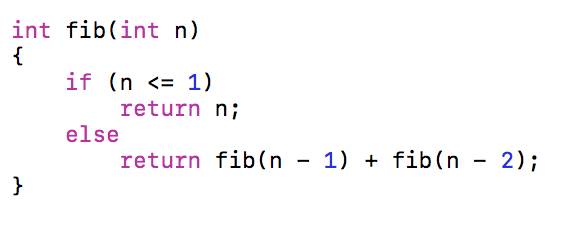 int fib(int n)
{
    if (n <= 1)
        return n;
    else
        return fib(n - 1) + fib(n - 2);
}